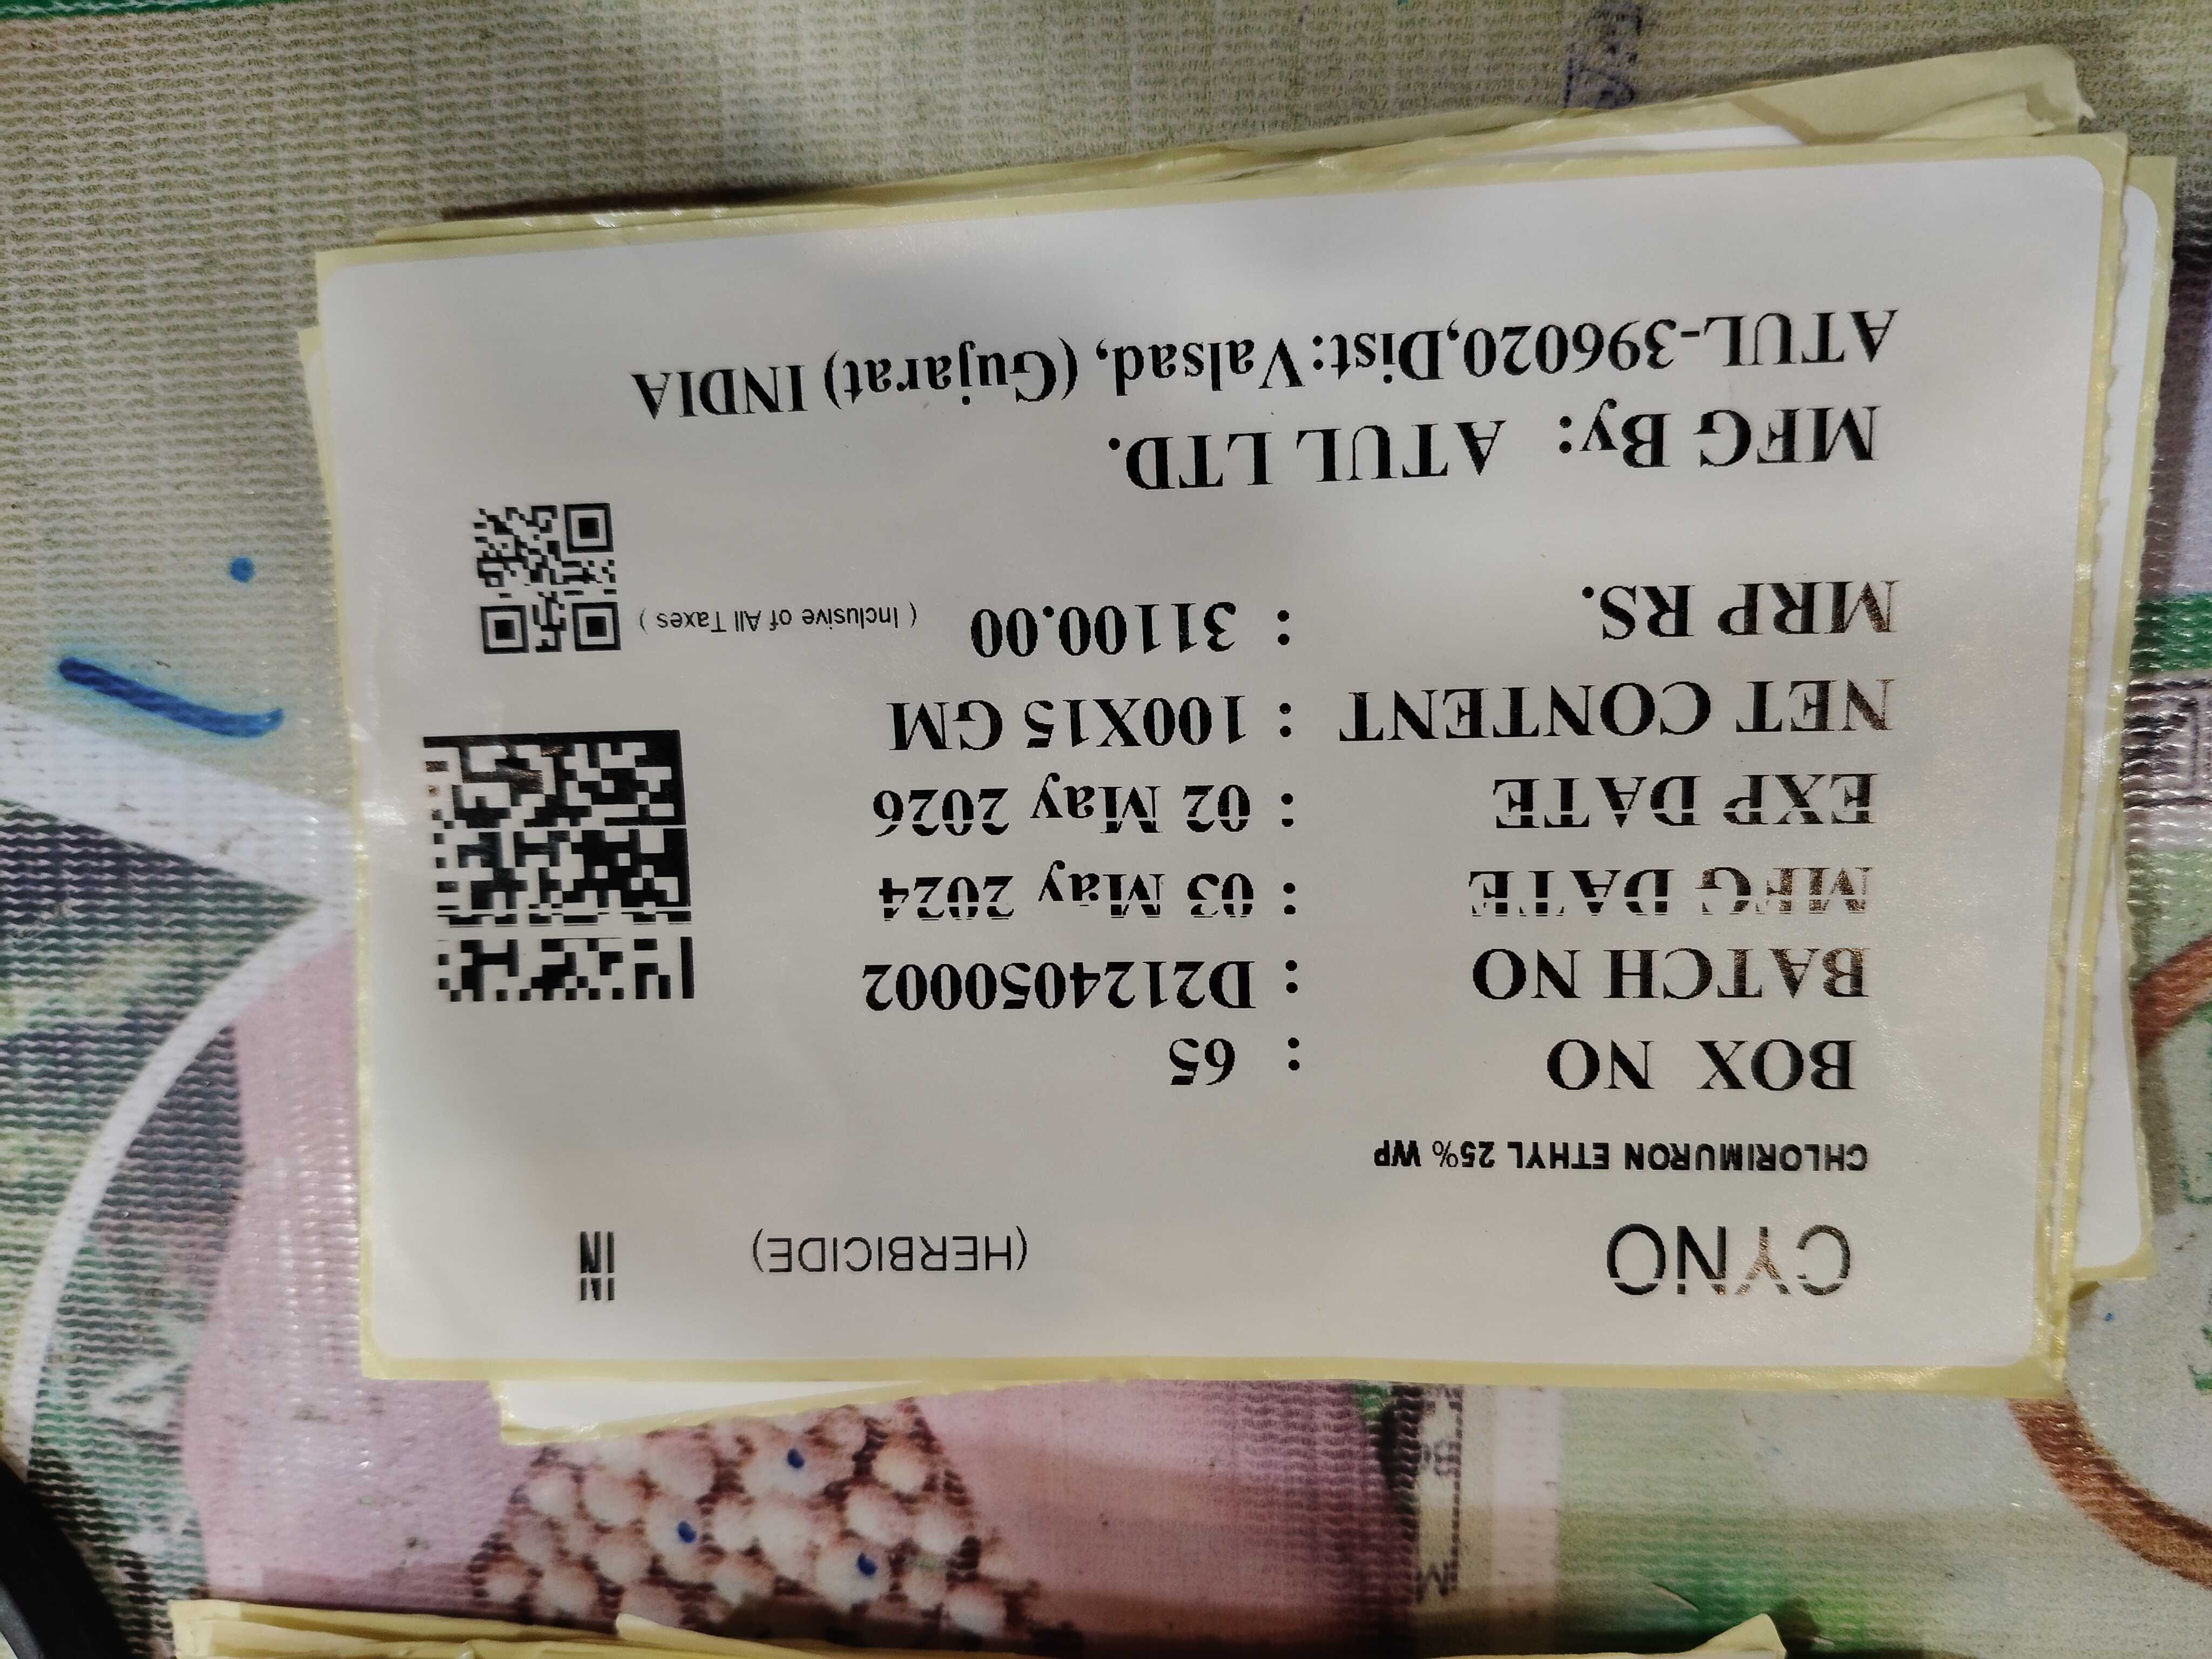 CYNO (HERBICIDE) IN
CHLORIMURON ETHYL 25% WP
BOX NO : 65
BATCH NO : D2124050002
MFG DATE : 03 May 2024
EXP DATE : 02 May 2026
NET CONTENT : 100X15 GM
MRP RS. : 31100.00 ( Inclusive of All Taxes )
MFG By: ATUL LTD.
ATUL-396020,Dist:Valsad, (Gujarat) INDIA